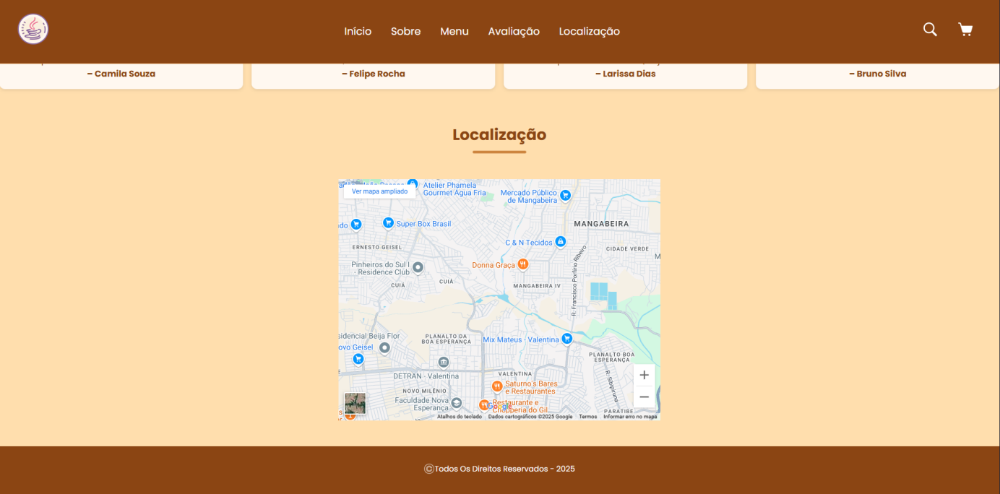 Início Sobre Menu Avaliação Localização
– Camila Souza
– Felipe Rocha
– Larissa Dias
– Bruno Silva
Localização
Ver mapa ampliado
Atelier Phamela
Gourmet Água Fria
Mercado Público
de Mangabeira
Super Box Brasil
MANGABEIRA
C & N Tecidos
ERNESTO GEISEL
CIDADE VERDE
Pinheiros do Sul I
- Residence Club
Donna Graça
R. Francisco Porfírio Ribeiro
CUIÁ
CUIÁ
MANGABEIRA IV
sidencial Beija Flor
ovo Geisel
PLANALTO DA
BOA ESPERANÇA
Mix Mateus - Valentina
PLANALTO BOA
ESPERANÇA
R. Sibipiruna
DETRAN - Valentina
VALENTINA
Saturno's Bares
e Restaurantes
NOVO MILÊNIO
Faculdade Nova
Esperança
Restaurante e
Chopperia do Gil
Google
PARATIBE
Atalhos do teclado Dados cartográficos ©2025 Google Termos Informar erro no mapa
©Todos Os Direitos Reservados - 2025